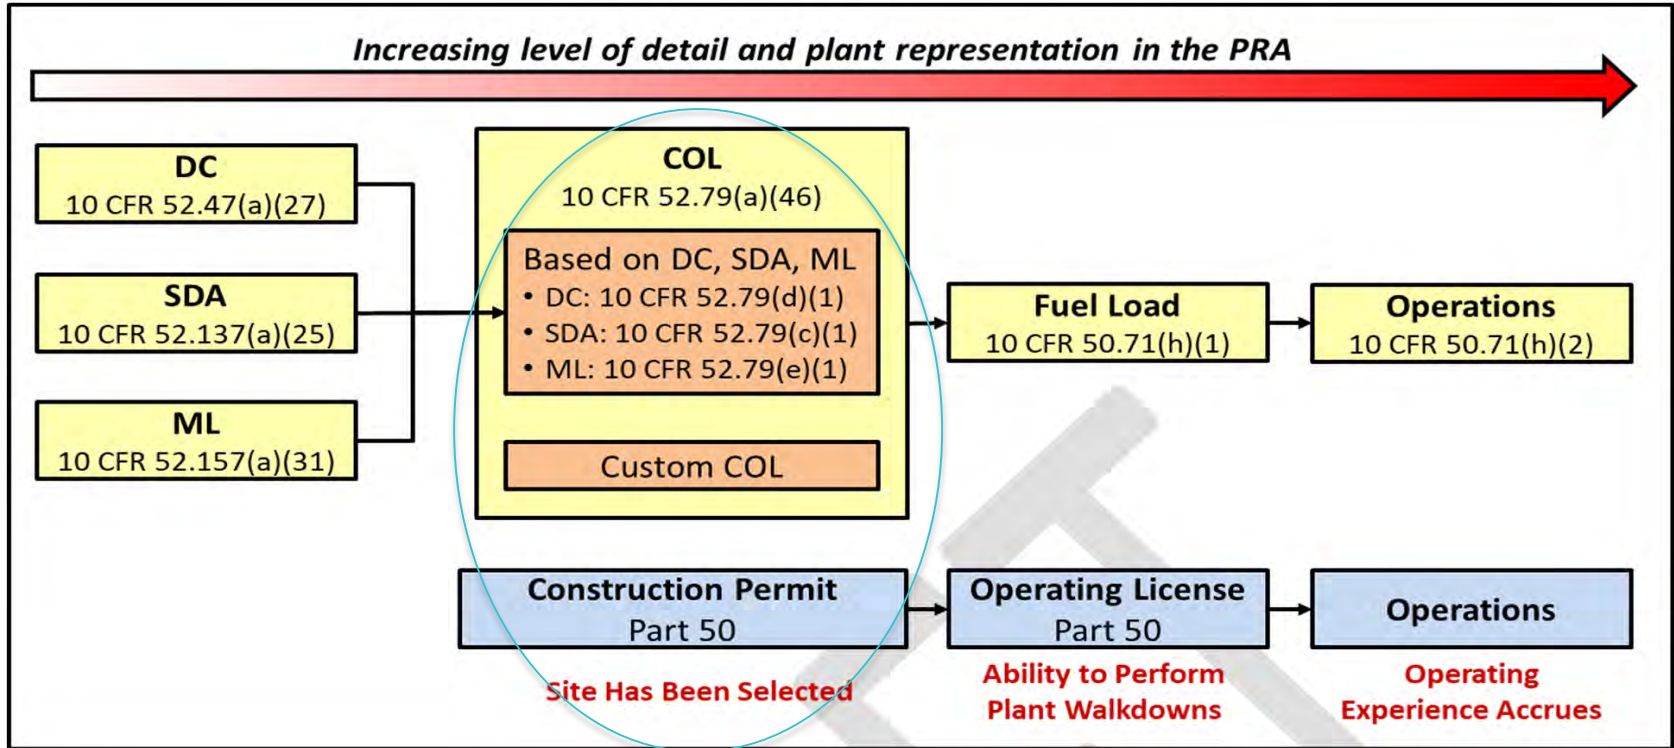 Increasing level of detail and plant representation in the PRA
DC
10 CFR 52.47(a)(27)
SDA
10 CFR 52.137(a)(25)
ML
10 CFR 52.157(a)(31)
COL
10 CFR 52.79(a)(46)
Based on DC, SDA, ML
• DC: 10 CFR 52.79(d)(1)
• SDA: 10 CFR 52.79(c)(1)
• ML: 10 CFR 52.79(e)(1)
Custom COL
Fuel Load
10 CFR 50.71(h)(1)
Operations
10 CFR 50.71(h)(2)
Construction Permit
Part 50
Operating License
Part 50
Operations
Site Has Been Selected
Ability to Perform
Plant Walkdowns
Operating
Experience Accrues